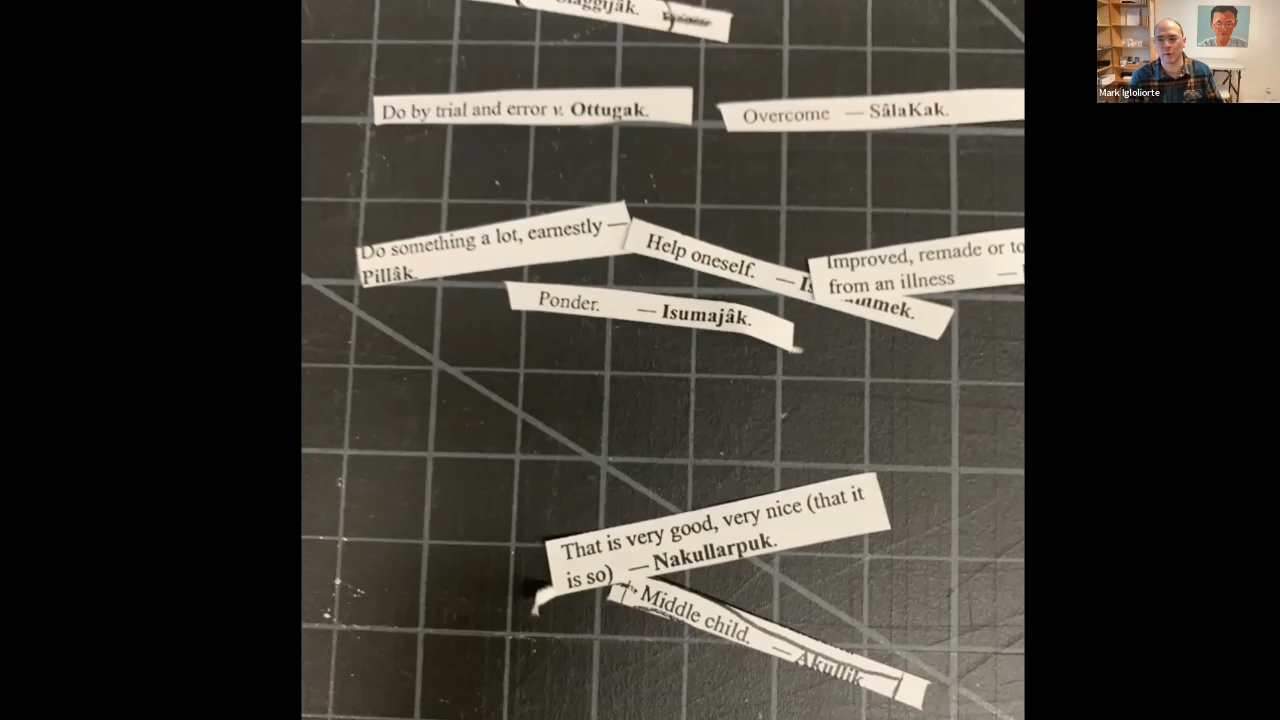 Mark Igloliorte
Do by trial and error v. Ottugak.
Overcome — SâlaKak.
Do something a lot, earnestly —
Pillâk.
Help oneself. —
Improved, remade or to
from an illness —
Ponder. — Isumajâk.
That is very good, very nice (that it
is so) — Nakullarpuk.
Middle child. — Akullik